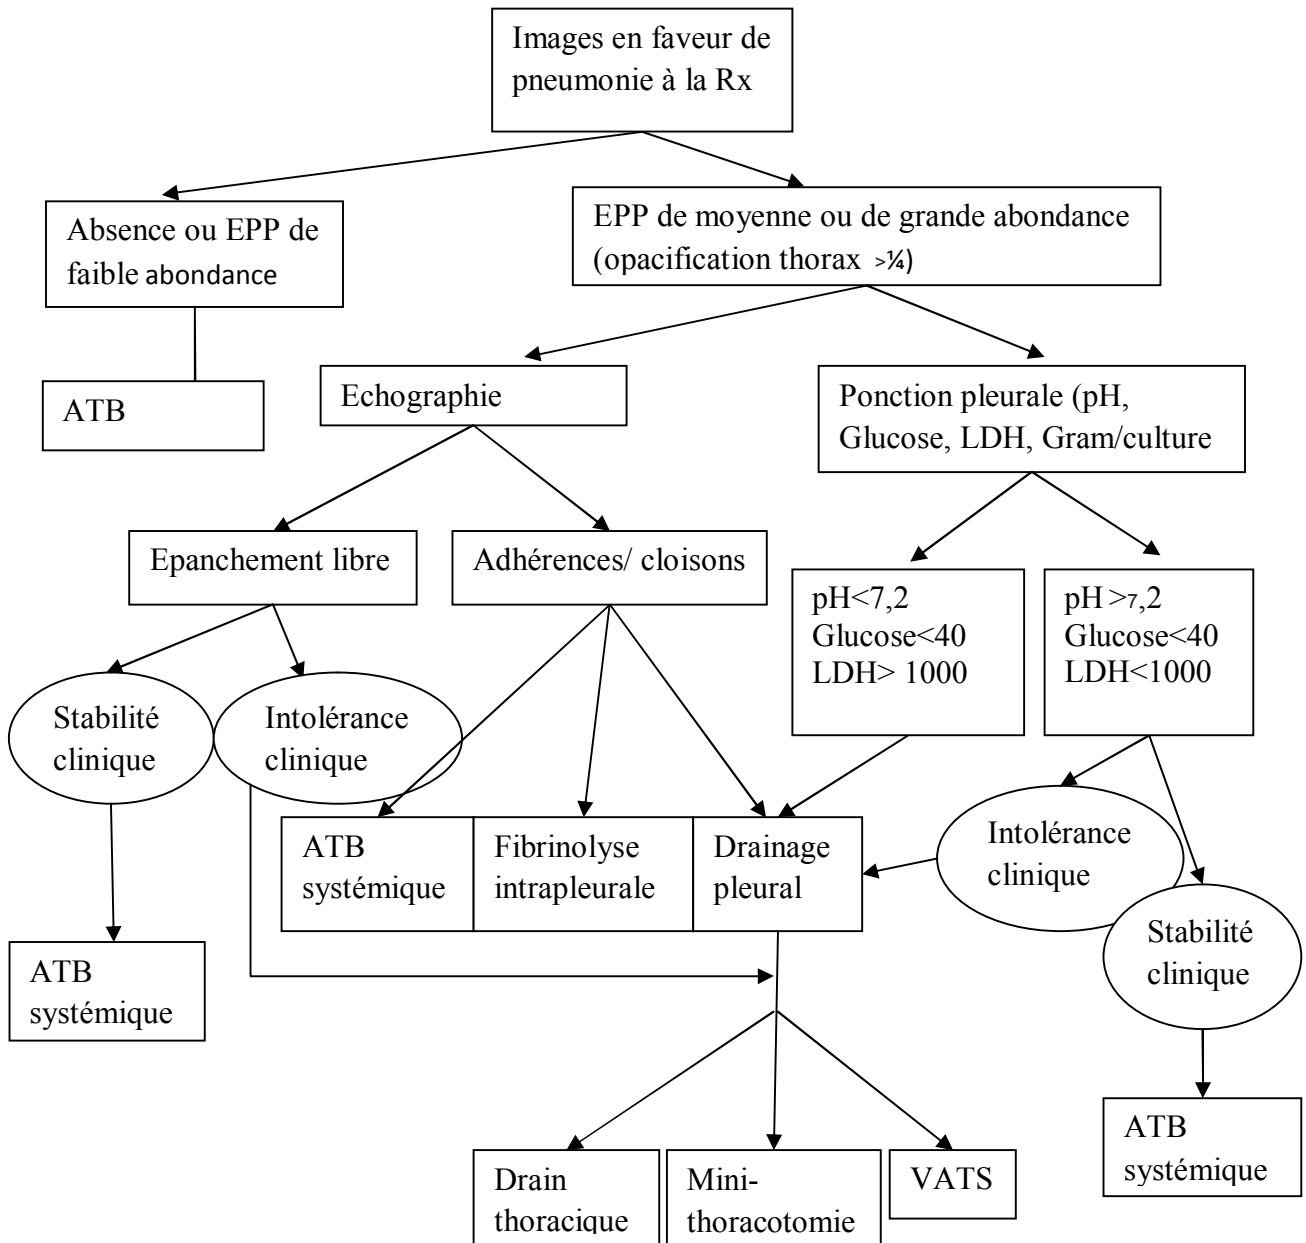 Images en faveur de
pneumonie à la Rx
Absence ou EPP de
faible abondance
EPP de moyenne ou de grande abondance
(opacification thorax >¼)
ATB
Echographie
Ponction pleurale (pH,
Glucose, LDH, Gram/culture
Epanchement libre
Adhérences/ cloisons
pH<7,2
Glucose<40
LDH> 1000
pH >7,2
Glucose<40
LDH<1000
Stabilité
clinique
Intolérance
clinique
ATB
systémique
Fibrinolyse
intrapleurale
Drainage
pleural
Intolérance
clinique
Stabilité
clinique
ATB
systémique
Drain
thoracique
Mini-
thoracotomie
VATS
ATB
systémique